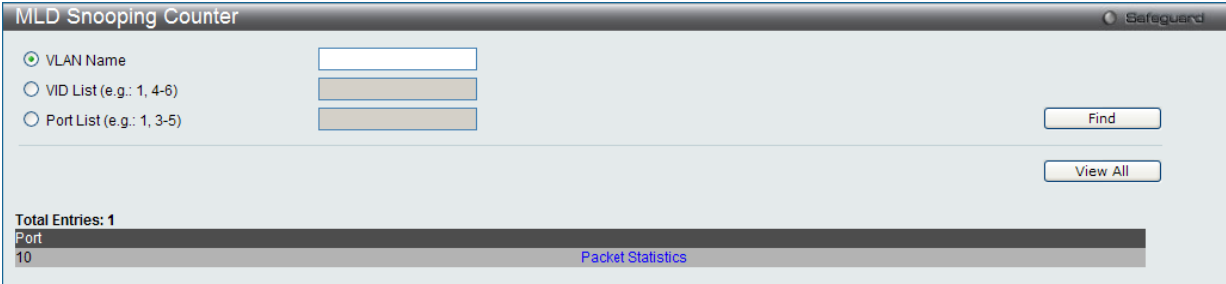 MLD Snooping Counter
Safeguard
VLAN Name
VID List (e.g.: 1, 4-6)
Port List (e.g.: 1, 3-5)
Find
View All
Total Entries: 1
Port
10 Packet Statistics